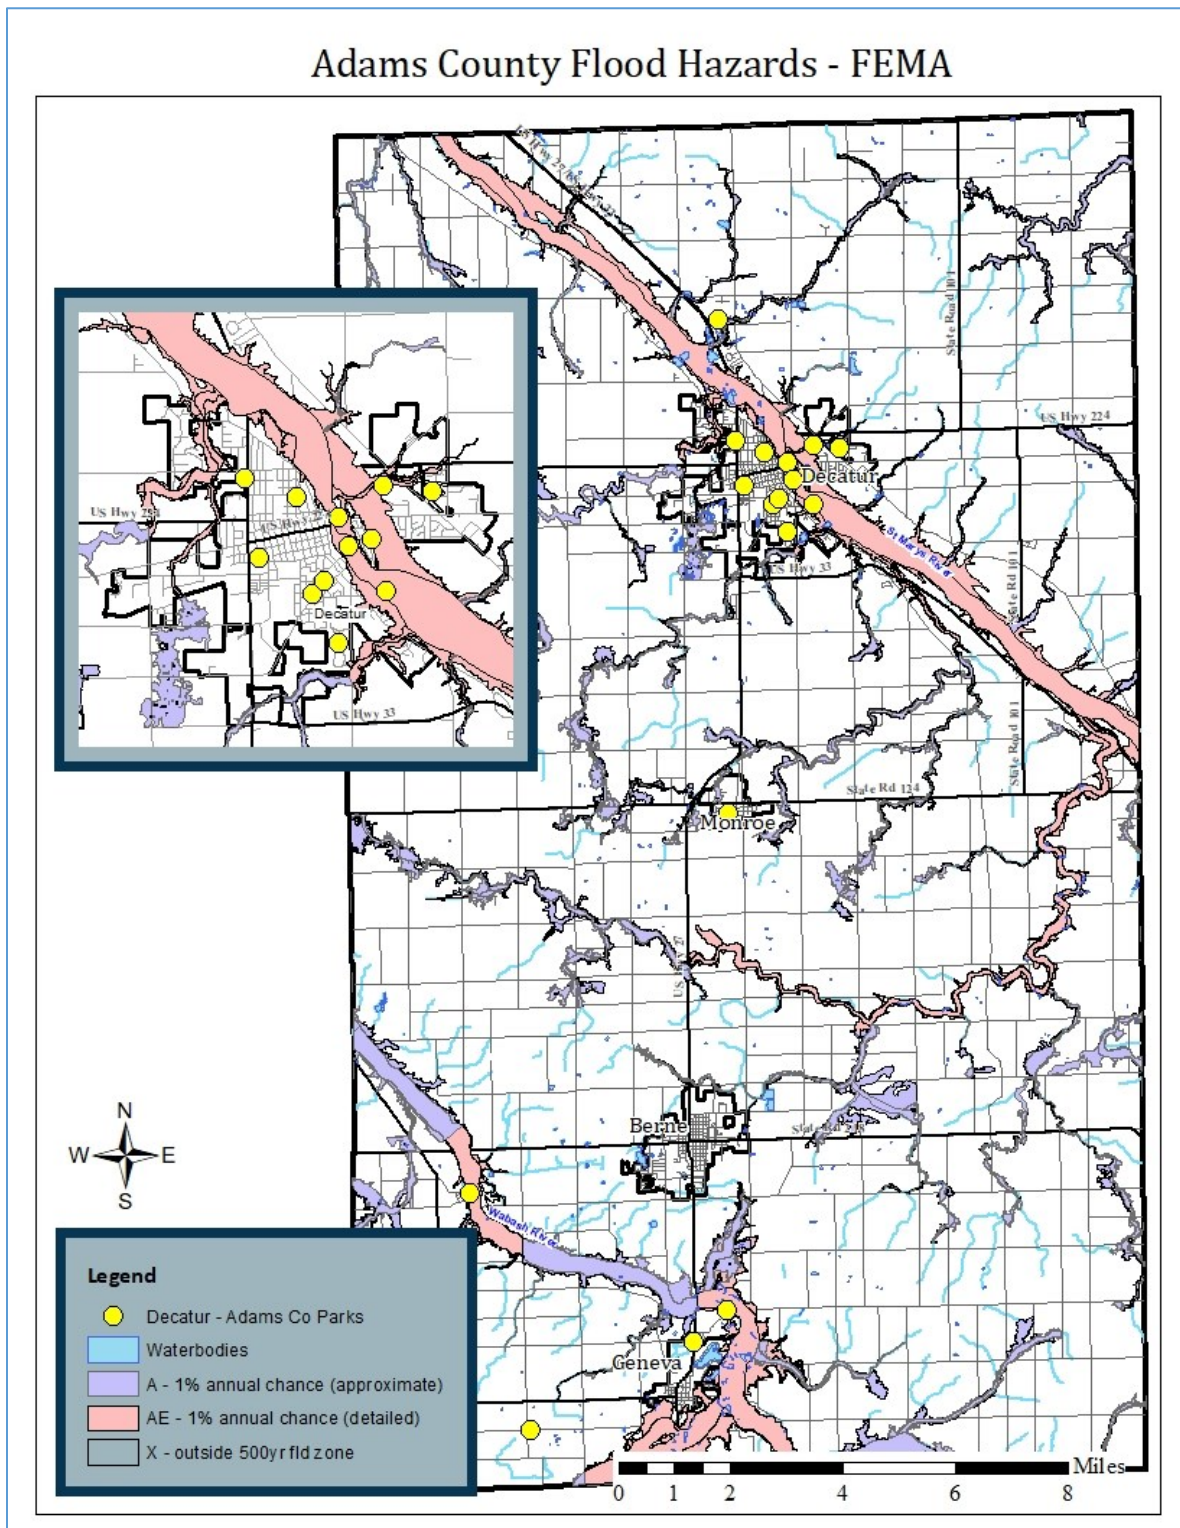 Adams County Flood Hazards - FEMA
State Road 101
US Hwy 224
Decatur
St Marys River
US Hwy 33
State Rd 101
State Road 101
State Rd 124
Monroe
US Hwy 27
Berne
State Rd 218
Wabash River
Geneva
US Hwy 224
US Hwy
Decatur
US Hwy 33
N
W E
S
Legend
Decatur - Adams Co Parks
Waterbodies
A - 1% annual chance (approximate)
AE - 1% annual chance (detailed)
X - outside 500yr fld zone
Miles
0 1 2 4 6 8